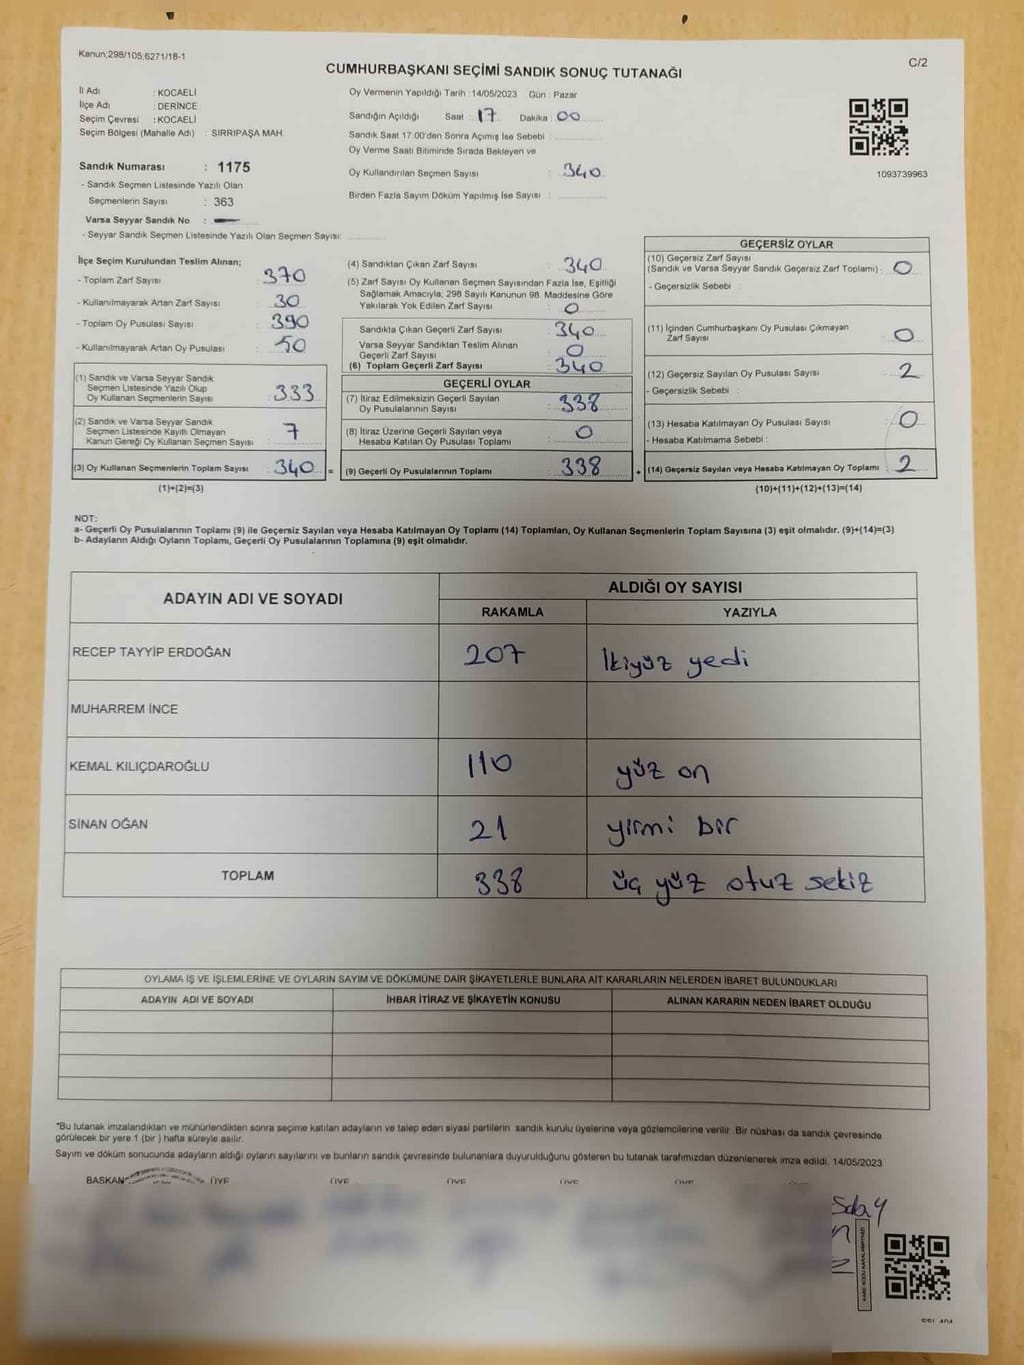 Kanun;298/105;6271/18-1
C/2
CUMHURBAŞKANI SEÇİMİ SANDIK SONUÇ TUTANAĞI
İl Adı : KOCAELİ
İlçe Adı : DERİNCE
Seçim Çevresi : KOCAELİ
Seçim Bölgesi (Mahalle Adı) : SIRRIPAŞA MAH.
Sandık Numarası : 1175
- Sandık Seçmen Listesinde Yazılı Olan
Seçmenlerin Sayısı : 363
Varsa Seyyar Sandık No :
- Seyyar Sandık Seçmen Listesinde Yazılı Olan Seçmen Sayısı:
Oy Vermenin Yapıldığı Tarih : 14/05/2023 Gün : Pazar
Sandığın Açıldığı Saat : 17 Dakika : 00
Sandık Saat 17:00'den Sonra Açımış İse Sebebi :
Oy Verme Saati Bitiminde Sırada Bekleyen ve
Oy Kullandırılan Seçmen Sayısı : 340
Birden Fazla Sayım Döküm Yapılmış İse Sayısı :
1093739963
İlçe Seçim Kurulundan Teslim Alınan;
- Toplam Zarf Sayısı : 370
- Kullanılmayarak Artan Zarf Sayısı : 30
- Toplam Oy Pusulası Sayısı : 390
- Kullanılmayarak Artan Oy Pusulası : 50
(1) Sandık ve Varsa Seyyar Sandık
Seçmen Listesinde Yazılı Olup
Oy Kullanan Seçmenlerin Sayısı : 333
(2) Sandık ve Varsa Seyyar Sandık
Seçmen Listesinde Kayıtlı Olmayan
Kanun Gereği Oy Kullanan Seçmen Sayısı : 7
(3) Oy Kullanan Seçmenlerin Toplam Sayısı : 340 =
(1)+(2)=(3)
(4) Sandıktan Çıkan Zarf Sayısı : 340
(5) Zarf Sayısı Oy Kullanan Seçmen Sayısından Fazla İse, Eşitliği
Sağlamak Amacıyla; 298 Sayılı Kanunun 98. Maddesine Göre
Yakılarak Yok Edilen Zarf Sayısı : 0
Sandıkta Çıkan Geçerli Zarf Sayısı : 340
Varsa Seyyar Sandıktan Teslim Alınan
Geçerli Zarf Sayısı : 0
(6) Toplam Geçerli Zarf Sayısı : 340
GEÇERLİ OYLAR
(7) İtiraz Edilmeksizin Geçerli Sayılan
Oy Pusulalarının Sayısı : 338
(8) İtiraz Üzerine Geçerli Sayılan veya
Hesaba Katılan Oy Pusulası Toplamı : 0
(9) Geçerli Oy Pusulalarının Toplamı : 338 +
GEÇERSİZ OYLAR
(10) Geçersiz Zarf Sayısı
(Sandık ve Varsa Seyyar Sandık Geçersiz Zarf Toplamı) : 0
- Geçersizlik Sebebi :
(11) İçinden Cumhurbaşkanı Oy Pusulası Çıkmayan
Zarf Sayısı : 0
(12) Geçersiz Sayılan Oy Pusulası Sayısı : 2
- Geçersizlik Sebebi :
(13) Hesaba Katılmayan Oy Pusulası Sayısı : 0
- Hesaba Katılmama Sebebi :
(14) Geçersiz Sayılan veya Hesaba Katılmayan Oy Toplamı : 2
(10)+(11)+(12)+(13)=(14)
NOT:
a- Geçerli Oy Pusulalarının Toplamı (9) ile Geçersiz Sayılan veya Hesaba Katılmayan Oy Toplamı (14) Toplamları, Oy Kullanan Seçmenlerin Toplam Sayısına (3) eşit olmalıdır. (9)+(14)=(3)
b- Adayların Aldığı Oyların Toplamı, Geçerli Oy Pusulalarının Toplamına (9) eşit olmalıdır.
ADAYIN ADI VE SOYADI
ALDIĞI OY SAYISI
RAKAMLA YAZIYLA
RECEP TAYYİP ERDOĞAN 207 İkiyüz yedi
MUHARREM İNCE
KEMAL KILIÇDAROĞLU 110 yüz on
SİNAN OĞAN 21 yirmi bir
TOPLAM 338 üç yüz otuz sekiz
OYLAMA İŞ VE İŞLEMLERİNE VE OYLARIN SAYIM VE DÖKÜMÜNE DAİR ŞİKAYETLERLE BUNLARA AİT KARARLARIN NELERDEN İBARET BULUNDUKLARI
ADAYIN ADI VE SOYADI İHBAR İTİRAZ VE ŞİKAYETİN KONUSU ALINAN KARARIN NEDEN İBARET OLDUĞU
*Bu tutanak imzalandıktan ve mühürlendikten sonra seçime katılan adayların ve talep eden siyasi partilerin sandık kurulu üyelerine veya gözlemcilerine verilir. Bir nüshası da sandık çevresinde
görülecek bir yere 1 (bir ) hafta süreyle asılır.
Sayım ve döküm sonucunda adayların aldığı oyların sayılarını ve bunların sandık çevresinde bulunanlara duyurulduğunu gösteren bu tutanak tarafımızdan düzenlenerek imza edildi. 14/05/2023
BAŞKAN ÜYE ÜYE ÜYE ÜYE ÜYE
KARE KODU KARALAMAYINIZ!